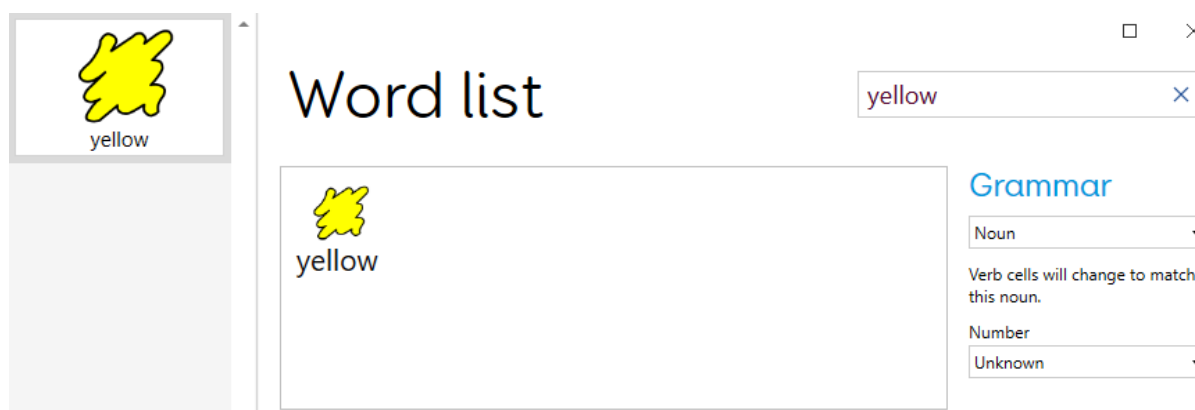 yellow
Word list
yellow
yellow
Grammar
Noun
Verb cells will change to match
this noun.
Number
Unknown